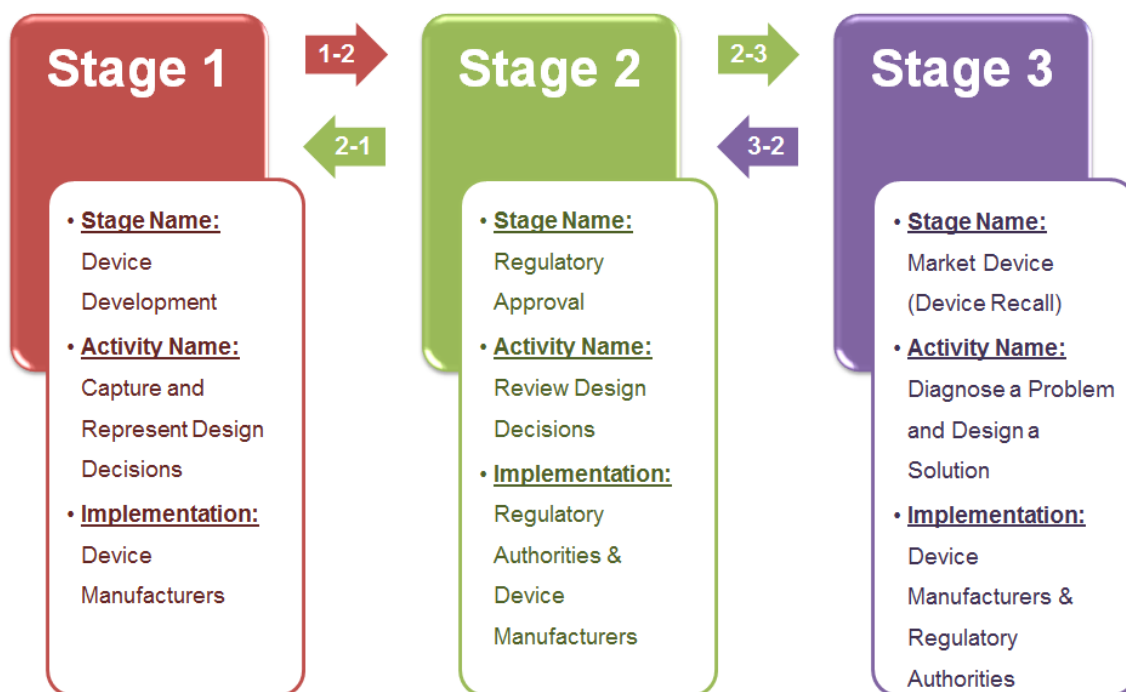 Stage 1
1-2
2-1
Stage 2
2-3
3-2
Stage 3
• Stage Name:
Device
Development
• Activity Name:
Capture and
Represent Design
Decisions
• Implementation:
Device
Manufacturers
• Stage Name:
Regulatory
Approval
• Activity Name:
Review Design
Decisions
• Implementation:
Regulatory
Authorities &
Device
Manufacturers
• Stage Name:
Market Device
(Device Recall)
• Activity Name:
Diagnose a Problem
and Design a
Solution
• Implementation:
Device
Manufacturers &
Regulatory
Authorities